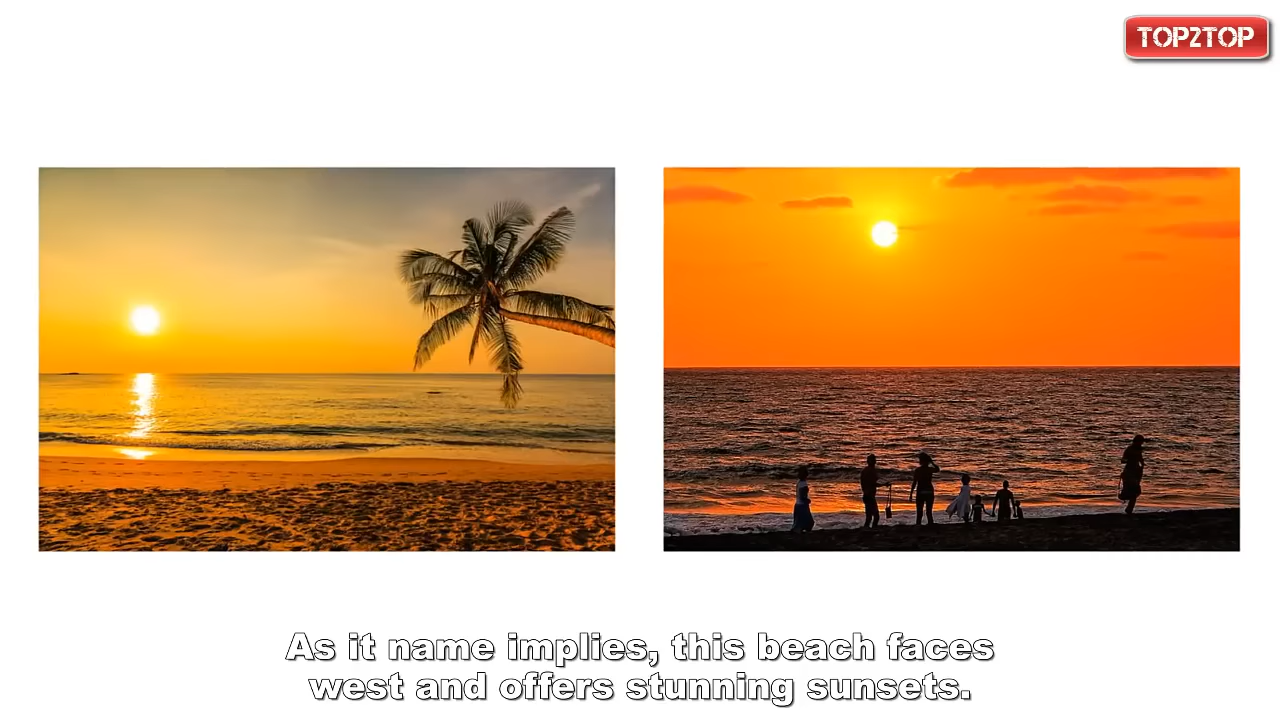 TOP2TOP
As it name implies, this beach faces
west and offers stunning sunsets.